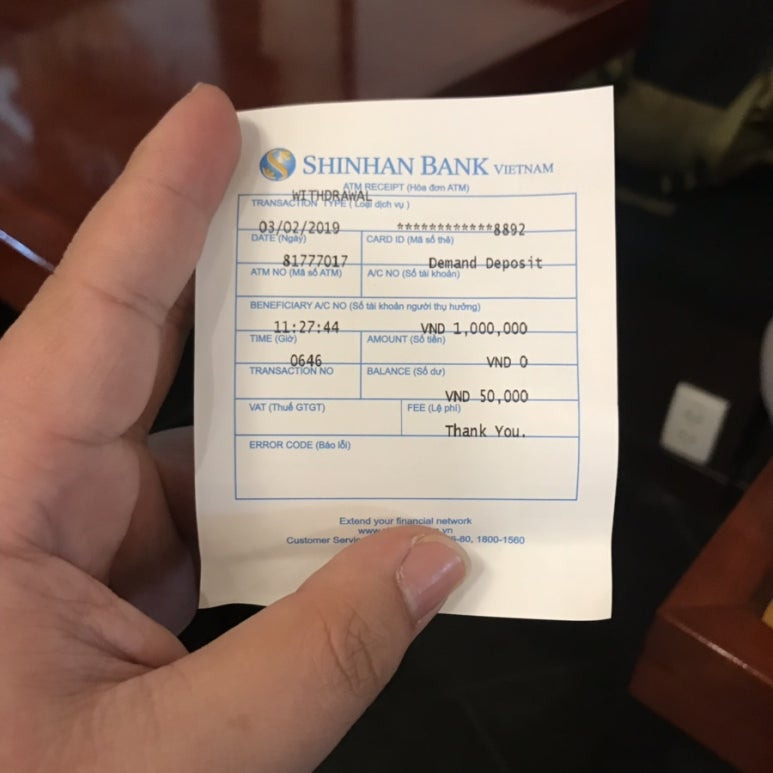 SHINHAN BANK VIETNAM
ATM RECEIPT (Hóa đơn ATM)
WITHDRAWAL
TRANSACTION TYPE ( Loại dịch vụ )
03/02/2019 ************8892
DATE (Ngày) CARD ID (Mã số thẻ)
81777017 Demand Deposit
ATM NO (Mã số ATM) A/C NO (Số tài khoản)
BENEFICIARY A/C NO (Số tài khoản người thụ hưởng)
11:27:44 VND 1,000,000
TIME (Giờ) AMOUNT (Số tiền)
0646 VND 0
TRANSACTION NO BALANCE (Số dư)
VND 50,000
VAT (Thuế GTGT) FEE (Lệ phí)
Thank You.
ERROR CODE (Báo lỗi)
Extend your financial network
Customer 1800-1560